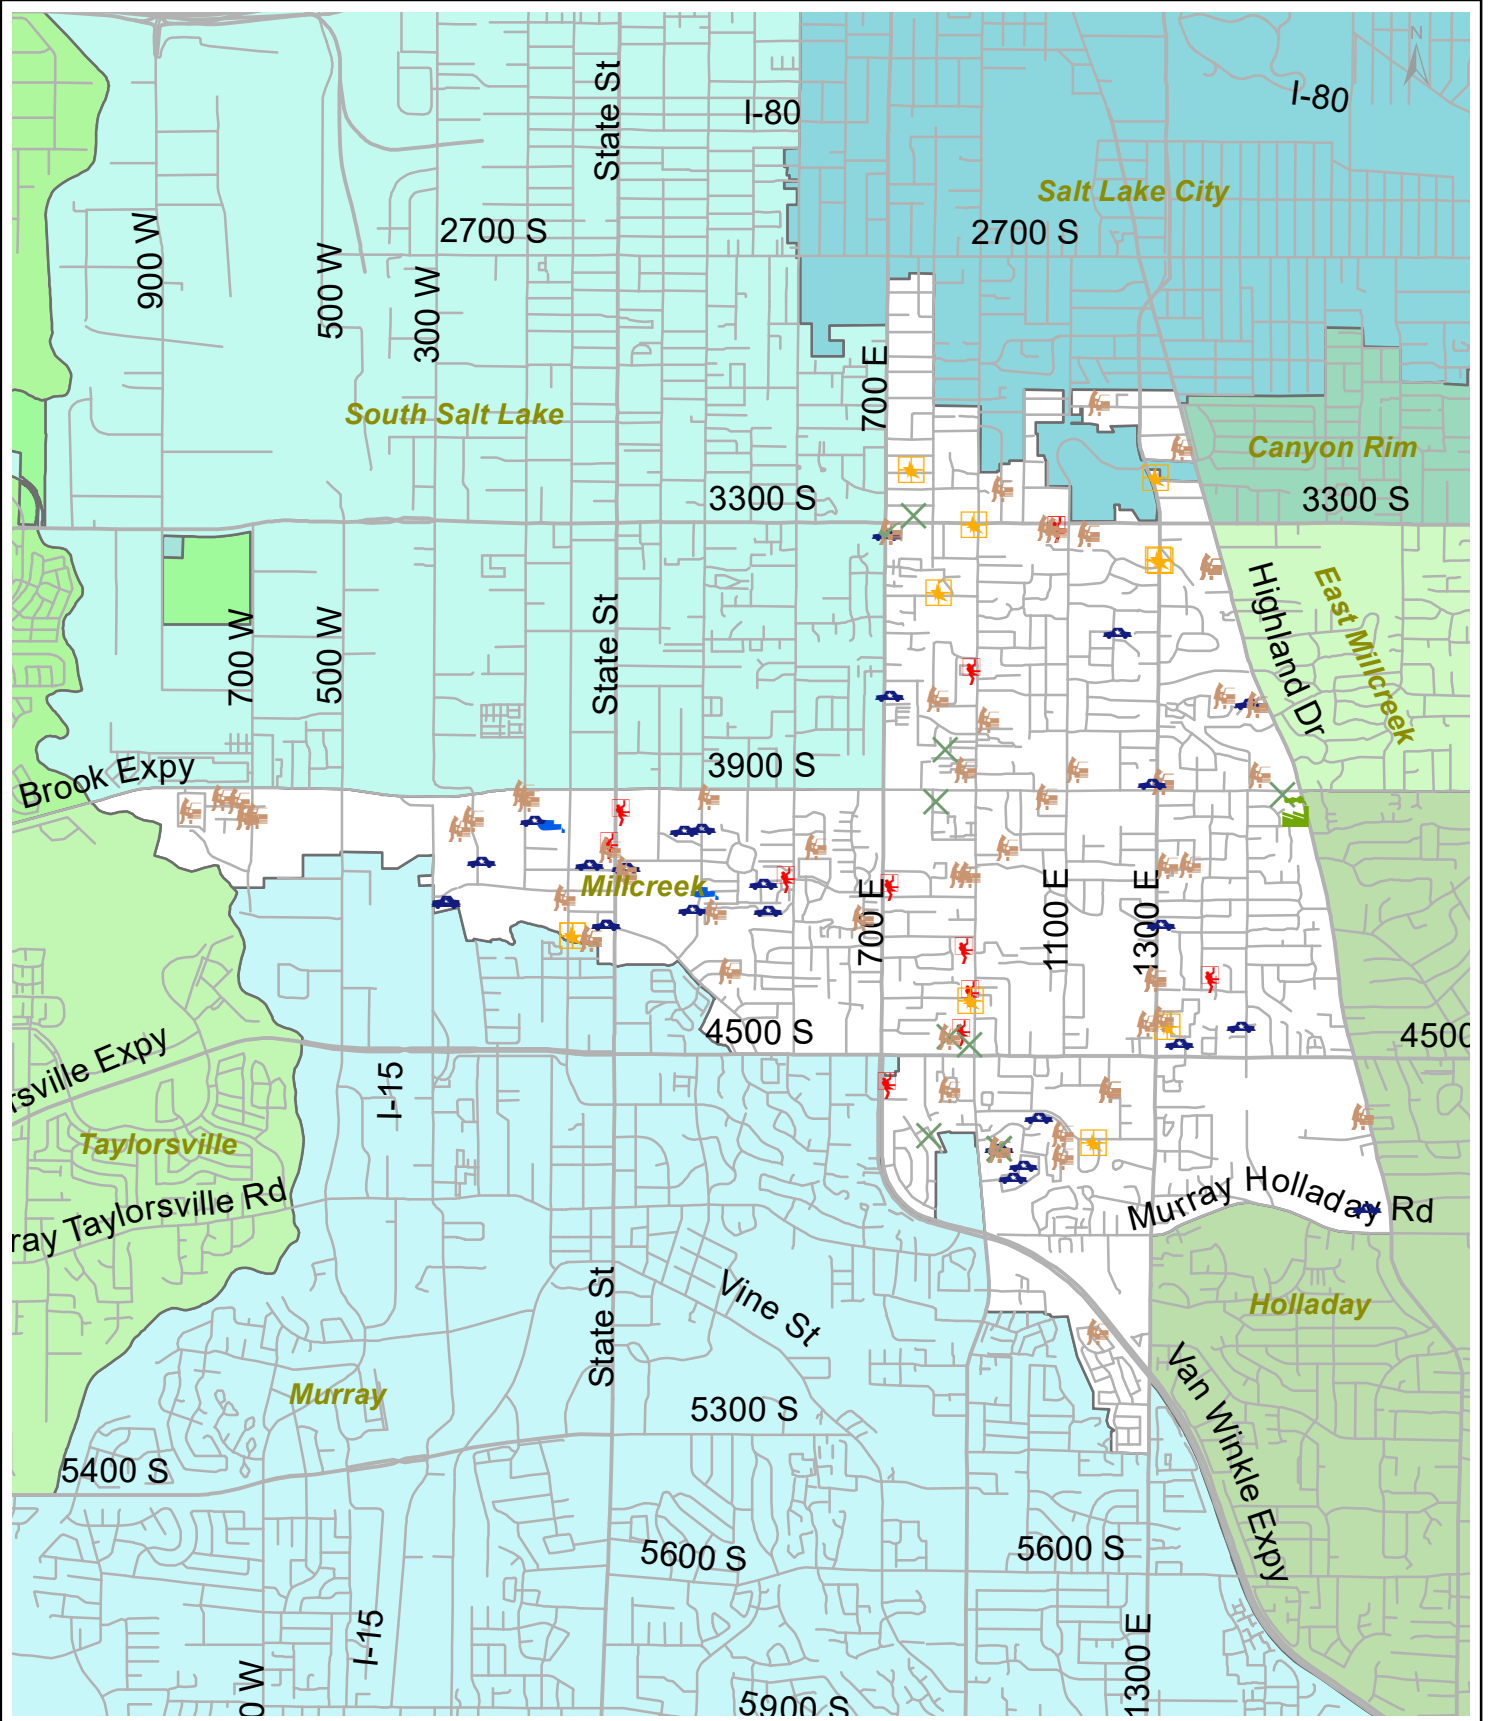 N
State St
I-80
I-80
Salt Lake City
900 W
2700 S
2700 S
500 W
300 W
700 E
South Salt Lake
Canyon Rim
3300 S
3300 S
700 W
500 W
State St
Highland Dr
East Millcreek
Brook Expy
3900 S
Millcreek
700 E
1100 E
1300 E
4500 S
4500
rsville Expy
I-15
Taylorsville
ray Taylorsville Rd
Murray Holladay Rd
State St
Vine St
Holladay
Murray
5300 S
Van Winkle Expy
5400 S
5600 S
5600 S
I-15
0 W
1300 E
5900 S